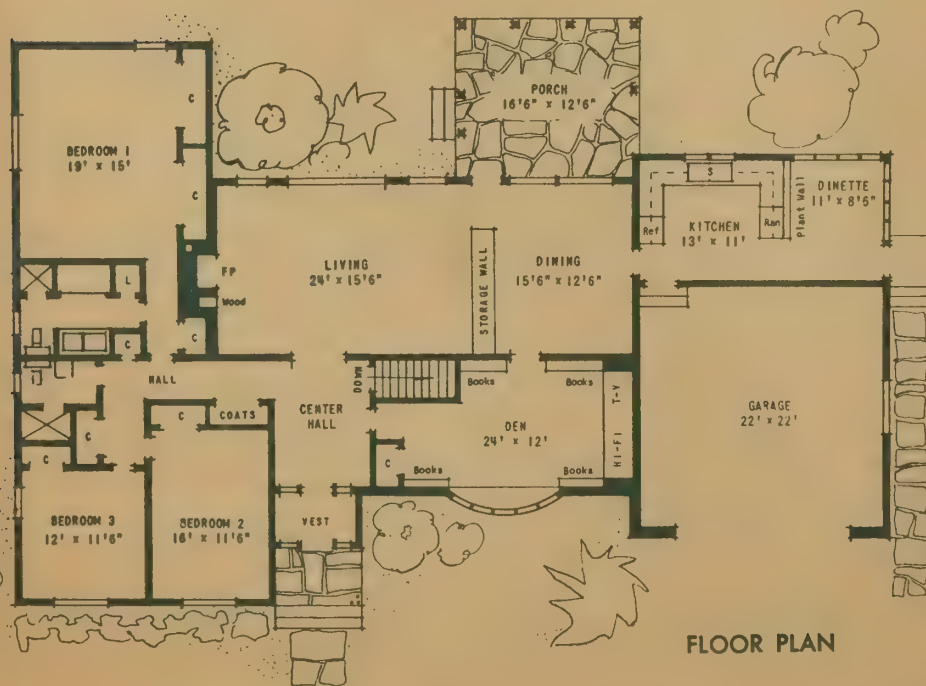 PORCH
16'6" × 12'6"
C
BEDROOM 1
19' × 15'
C
S
DINETTE
11' × 8'6"
Plant Wall
Ref
KITCHEN
13' × 11'
Ran
L
FP
Wood
LIVING
24' × 15'6"
STORAGE WALL
DINING
15'6" × 12'6"
C
C
HALL
DOWN
Books
Books
C
COATS
CENTER
HALL
DEN
24' × 12'
HI-FI T-V
GARAGE
22' × 22'
C
C
C
Books
Books
BEDROOM 3
12' × 11'6"
BEDROOM 2
16' × 11'6"
VEST
FLOOR PLAN